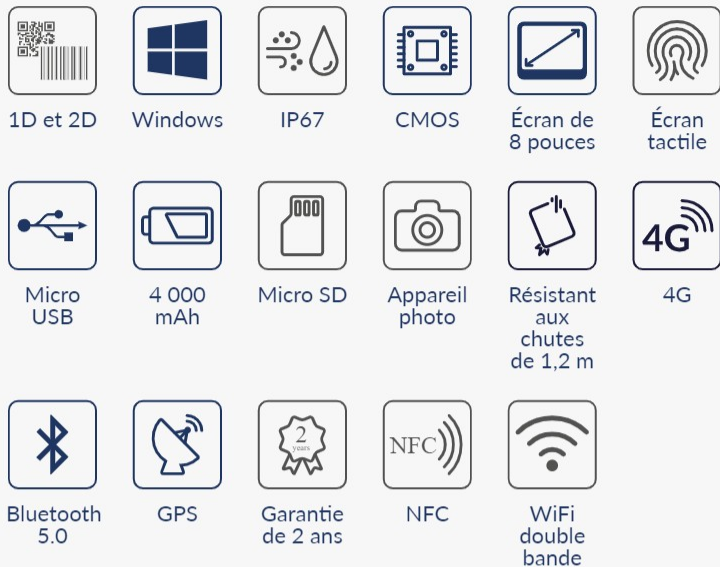 1D et 2D
Windows
IP67
CMOS
Écran de
8 pouces
Écran
tactile
Micro
USB
4 000
mAh
Micro SD
Appareil
photo
Résistant
aux
chutes
de 1,2 m
4G
4G
Bluetooth
5.0
GPS
2
years
Garantie
de 2 ans
NFC
NFC
WiFi
double
bande